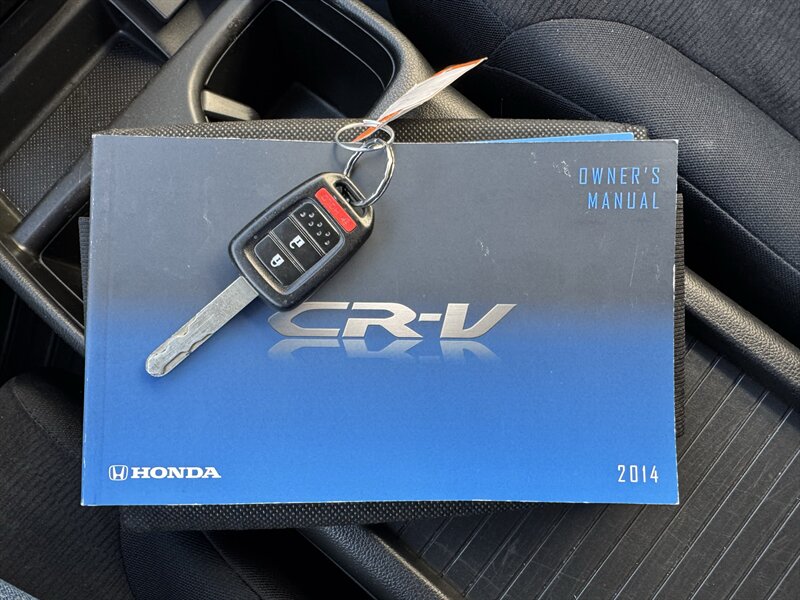 OWNER'S
MANUAL
CR-V
HONDA
2014